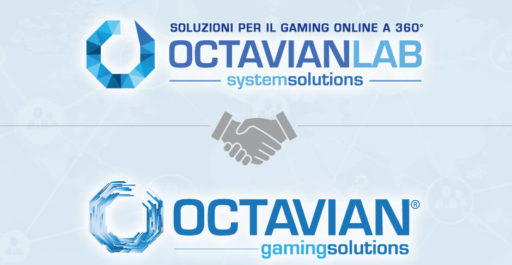 SOLUZIONI PER IL GAMING ONLINE A 360°
OCTAVIANLAB
systemsolutions
OCTAVIAN®
gamingsolutions